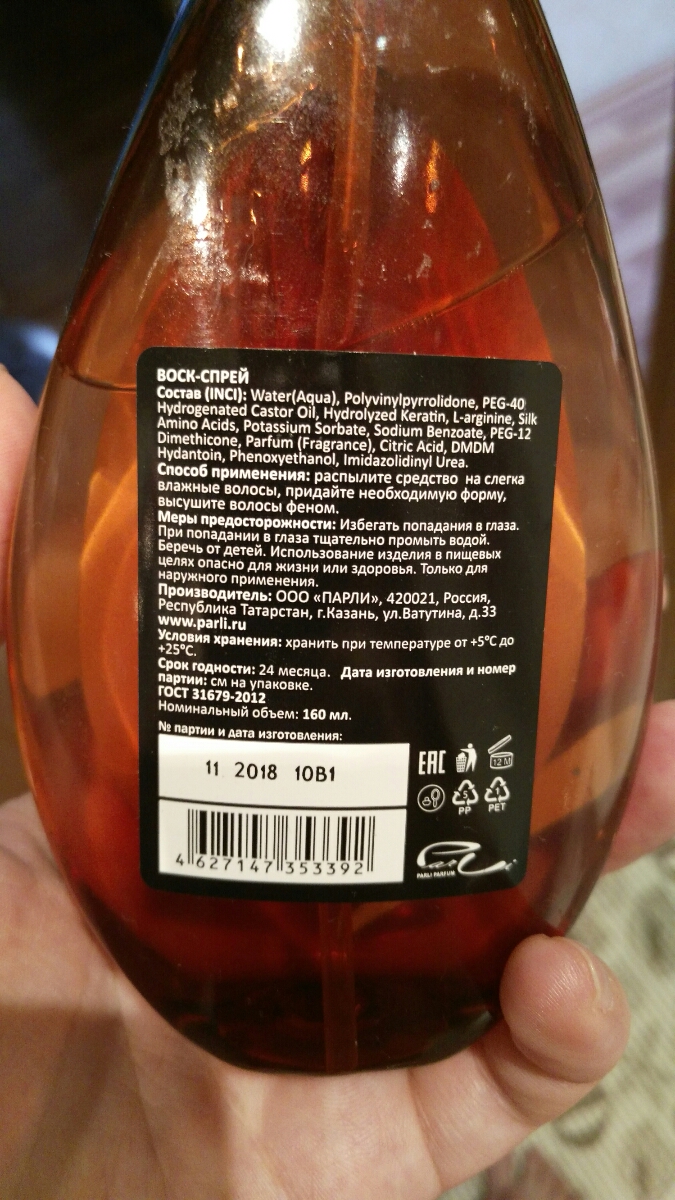 ВОСК-СПРЕЙ
Состав (INCI): Water(Aqua), Polyvinylpyrrolidone, PEG-40
Hydrogenated Castor Oil, Hydrolyzed Keratin, L-arginine, Silk
Amino Acids, Potassium Sorbate, Sodium Benzoate, PEG-12
Dimethicone, Parfum (Fragrance), Citric Acid, DMDM
Hydantoin, Phenoxyethanol, Imidazolidinyl Urea.
Способ применения: распылите средство на слегка
влажные волосы, придайте необходимую форму,
высушите волосы феном.
Меры предосторожности: Избегать попадания в глаза.
При попадании в глаза тщательно промыть водой.
Беречь от детей. Использование изделия в пищевых
целях опасно для жизни или здоровья. Только для
наружного применения.
Производитель: ООО «ПАРЛИ», 420021, Россия,
Республика Татарстан, г.Казань, ул.Ватутина, д.33
www.parli.ru
Условия хранения: хранить при температуре от +5°С до
+25°С.
Срок годности: 24 месяца. Дата изготовления и номер
партии: см на упаковке.
ГОСТ 31679-2012
Номинальный объем: 160 мл.
№ партии и дата изготовления:
11 2018 10В1
EAC
12 M
5
PP
1
PET
4 627147 353392
Parli
PARLI PARFUM